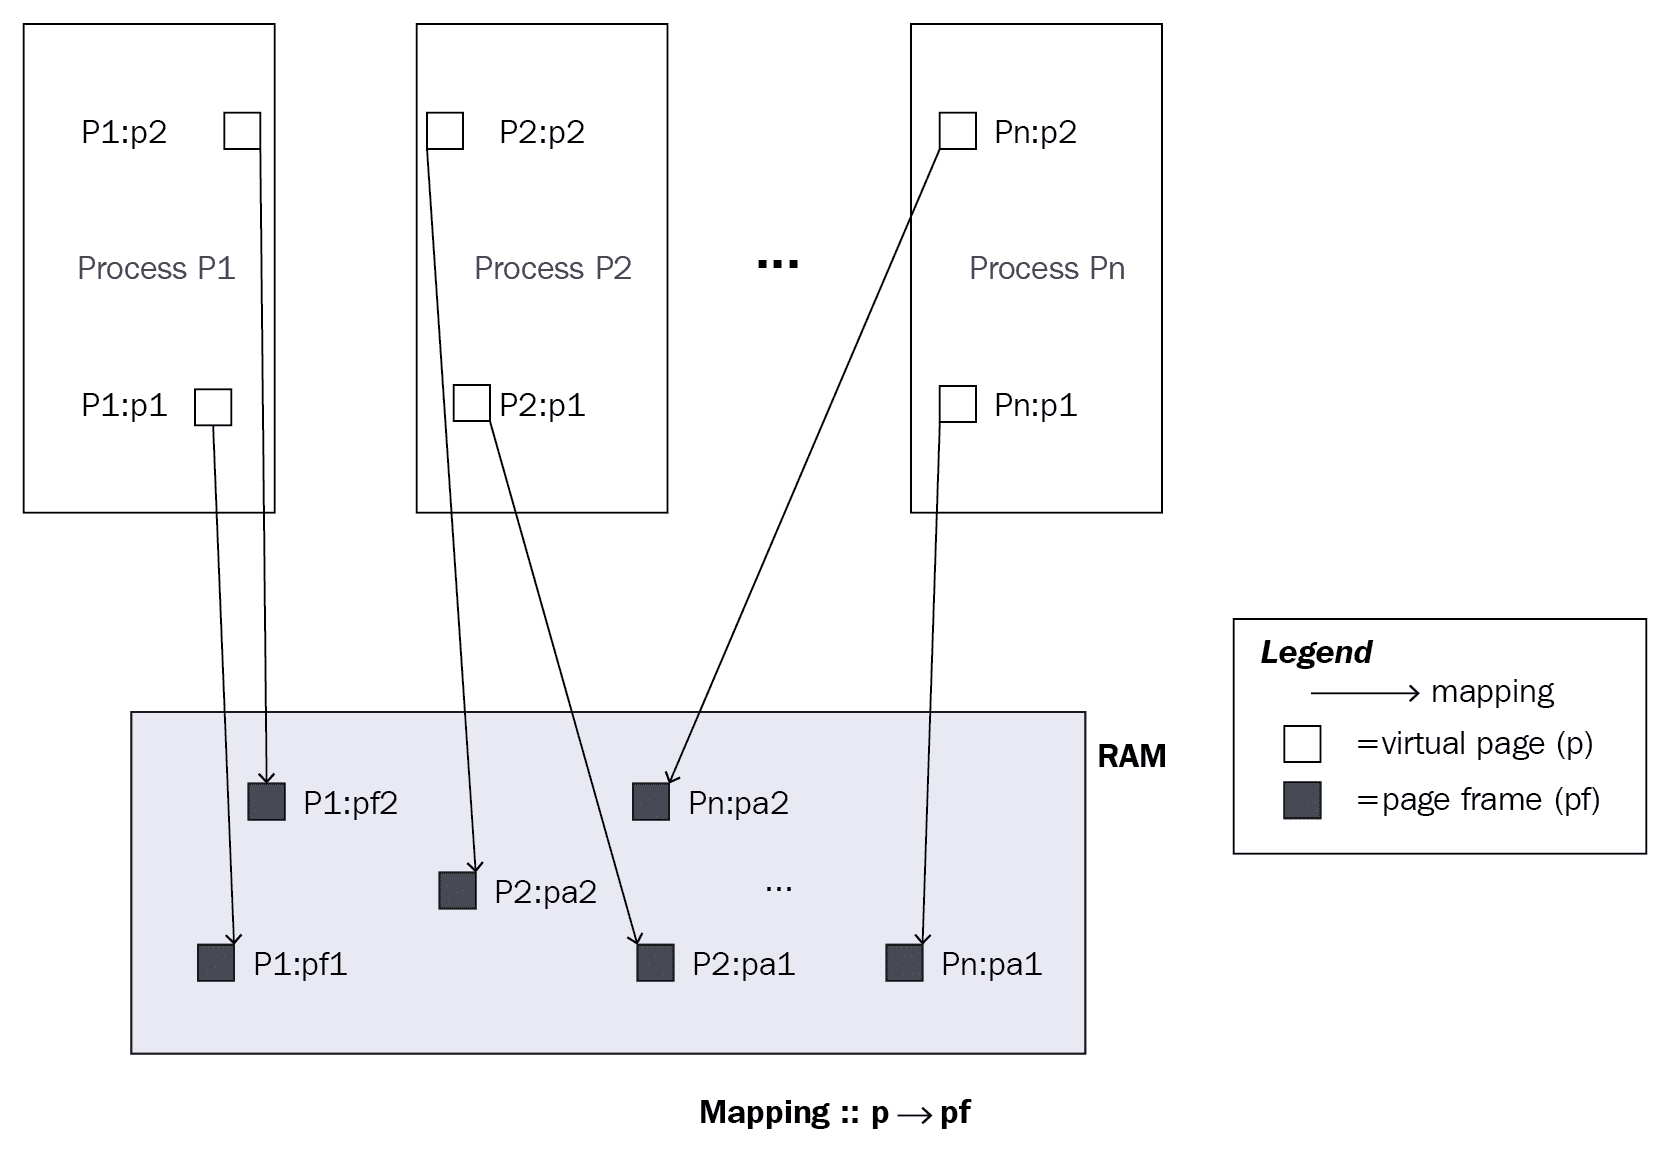 P1:p2
P2:p2
Pn:p2
Process P1
Process P2
...
Process Pn
P1:p1
P2:p1
Pn:p1
Legend
mapping
=virtual page (p)
=page frame (pf)
RAM
P1:pf2
Pn:pa2
P2:pa2
...
P1:pf1
P2:pa1
Pn:pa1
Mapping :: p → pf